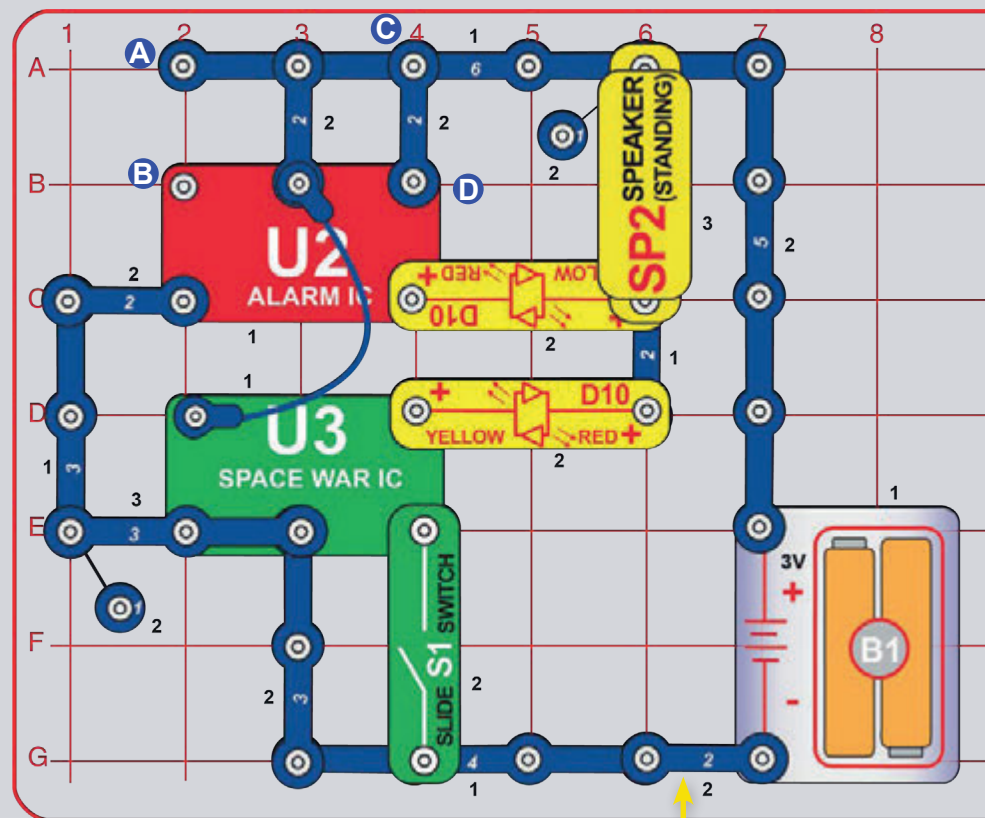 1 2 3 4 5 6 7 8
A B C D E F G
A
C
B
D
1
6
2
2
2
2
1
2
SPEAKER
(STANDING)
SP2
3
5
2
U2
ALARM IC
1
2
2
+ RED
D10
+
2
2
1
1
U3
SPACE WAR IC
+
D10
YELLOW
RED +
2
1
3
3
3
1
2
2
3
SLIDE S1 SWITCH
2
4
1
2
2
1
3V
+
-
B1